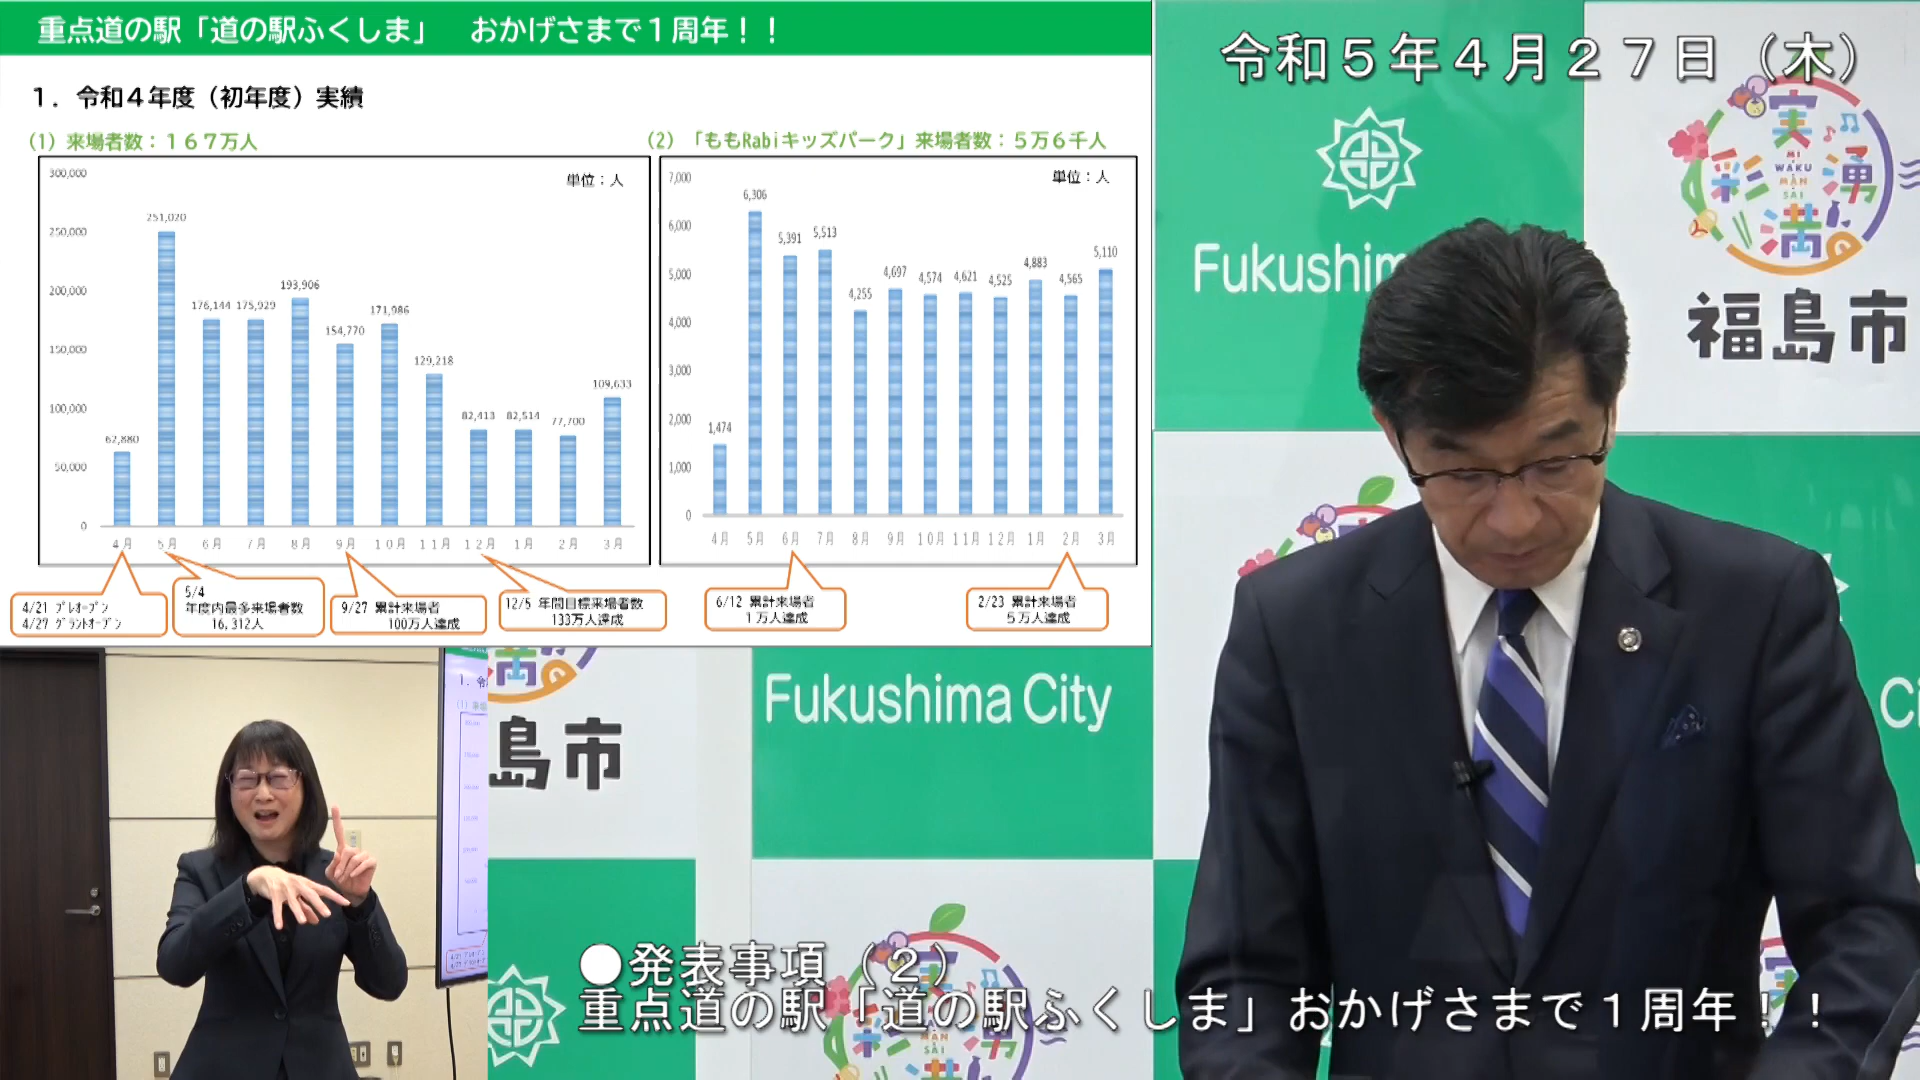 重点道の駅「道の駅ふくしま」　おかげさまで１周年！！
１．令和４年度（初年度）実績
（1）来場者数：１６７万人
単位：人
300,000
250,000
200,000
150,000
100,000
50,000
0
62,880
251,020
176,144
175,929
193,906
154,770
171,986
129,218
82,413
82,514
77,700
109,633
4月 5月 6月 7月 8月 9月 10月 11月 12月 1月 2月 3月
4/21 プレオープン
4/27 グランドオープン
5/4
年度内最多来場者数
16,312人
9/27 累計来場者
100万人達成
12/5 年間目標来場者数
133万人達成
（2）「ももRabiキッズパーク」来場者数：５万６千人
単位：人
7,000
6,000
5,000
4,000
3,000
2,000
1,000
0
1,474
6,306
5,391
5,513
4,255
4,697
4,574
4,621
4,525
4,883
4,565
5,110
4月 5月 6月 7月 8月 9月 10月 11月 12月 1月 2月 3月
6/12 累計来場者
１万人達成
2/23 累計来場者
５万人達成
令和５年４月２７日（木）
Fukushim
実
MI
WAKU
MAN
SAI
彩 湧
満
福島市
島市
Fukushima City
Ci
●発表事項（２）
重点道の駅「道の駅ふくしま」おかげさまで１周年！！